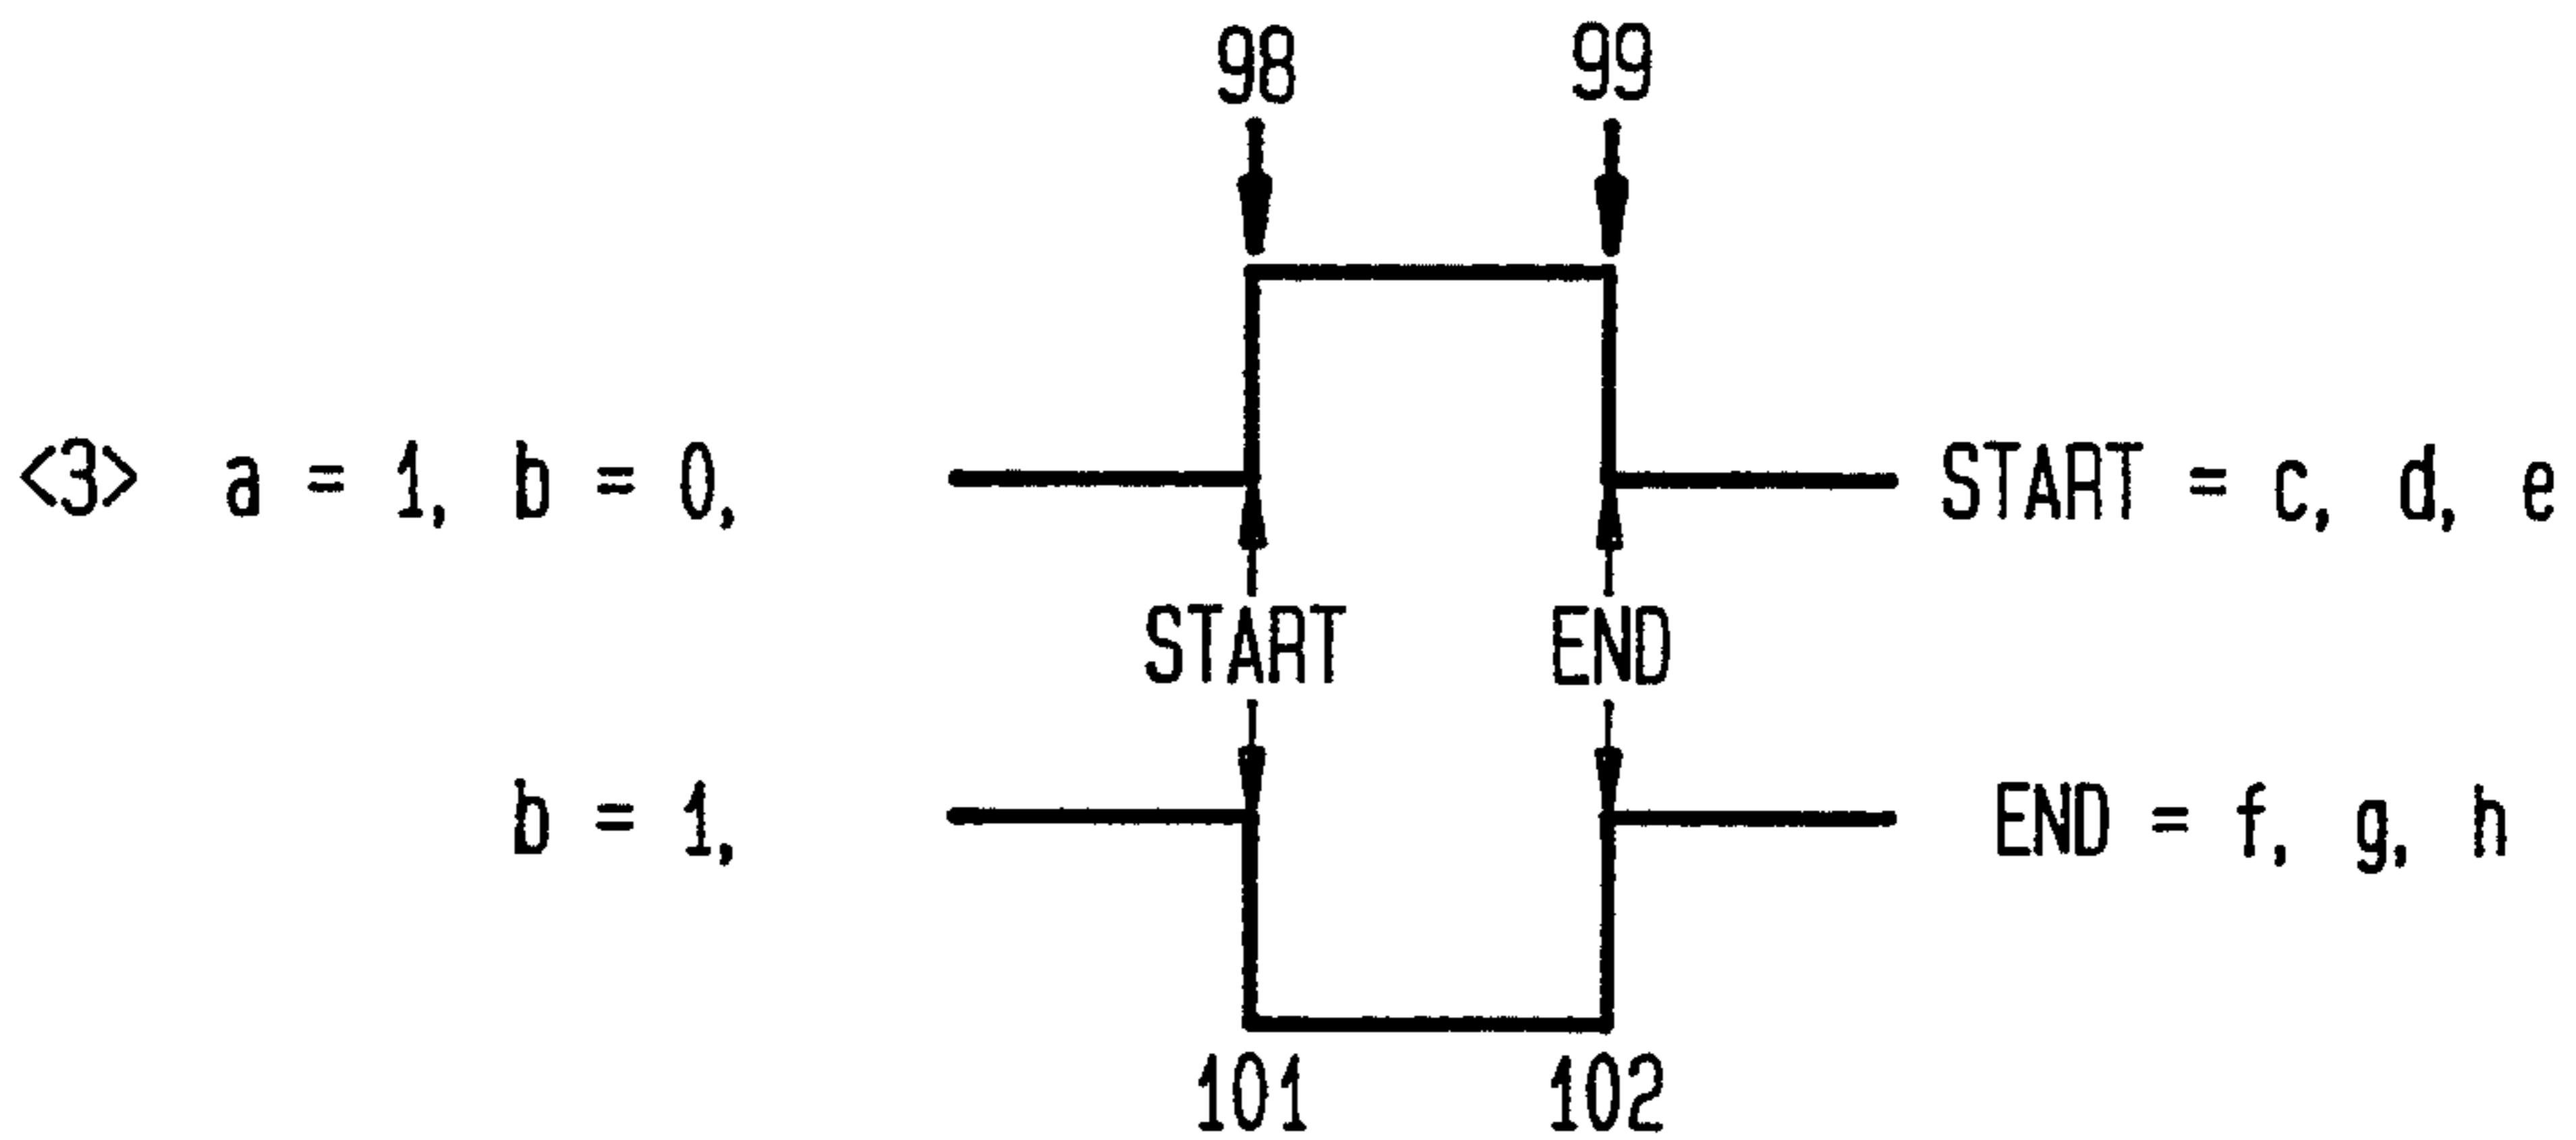 98 99
<3> a = 1, b = 0, START = c, d, e
START END
b = 1, END = f, g, h
101 102